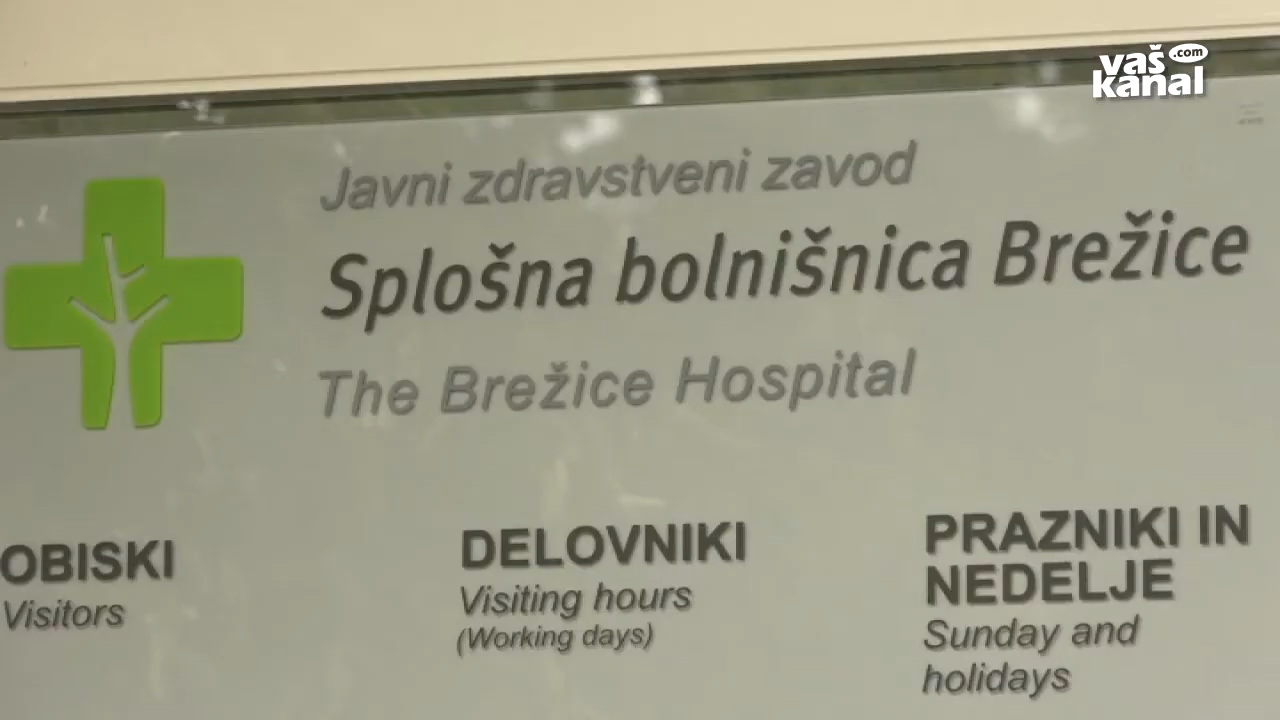 vaš .com
kanal
Javni zdravstveni zavod
Splošna bolnišnica Brežice
The Brežice Hospital
OBISKI
Visitors
DELOVNIKI
Visiting hours
(Working days)
PRAZNIKI IN
NEDELJE
Sunday and
holidays